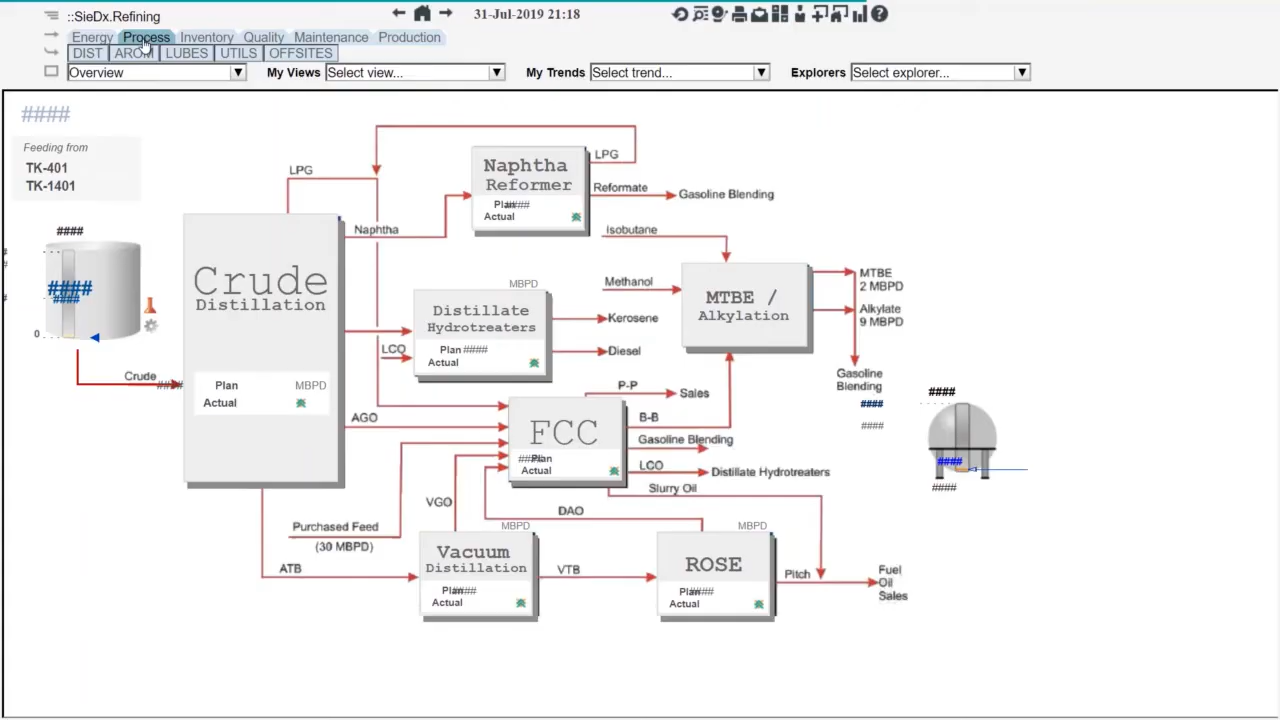 ::SieDx.Refining
31-Jul-2019 21:18
Energy Process Inventory Quality Maintenance Production
DIST AROM LUBES UTILS OFFSITES
Overview My Views Select view... My Trends Select trend... Explorers Select explorer...
####
Feeding from
TK-401
TK-1401
####
####
####
0
Crude
####
LPG
Crude
Distillation
Plan MBPD
Actual
Naphtha
LPG
Naphtha
Reformer
Plan ####
Actual
Reformate
Gasoline Blending
Isobutane
Methanol
MTBE /
Alkylation
MTBE
2 MBPD
Alkylate
9 MBPD
Gasoline
Blending
MBPD
Distillate
Hydrotreaters
Plan ####
Actual
Kerosene
Diesel
LCO
P-P
Sales
B-B
AGO
FCC
#### Plan
Actual
Gasoline Blending
LCO
Distillate Hydrotreaters
Slurry Oil
####
####
####
####
####
VGO
DAO
Purchased Feed
(30 MBPD)
ATB
MBPD
Vacuum
Distillation
Plan ####
Actual
VTB
MBPD
ROSE
Plan ####
Actual
Pitch
Fuel
Oil
Sales